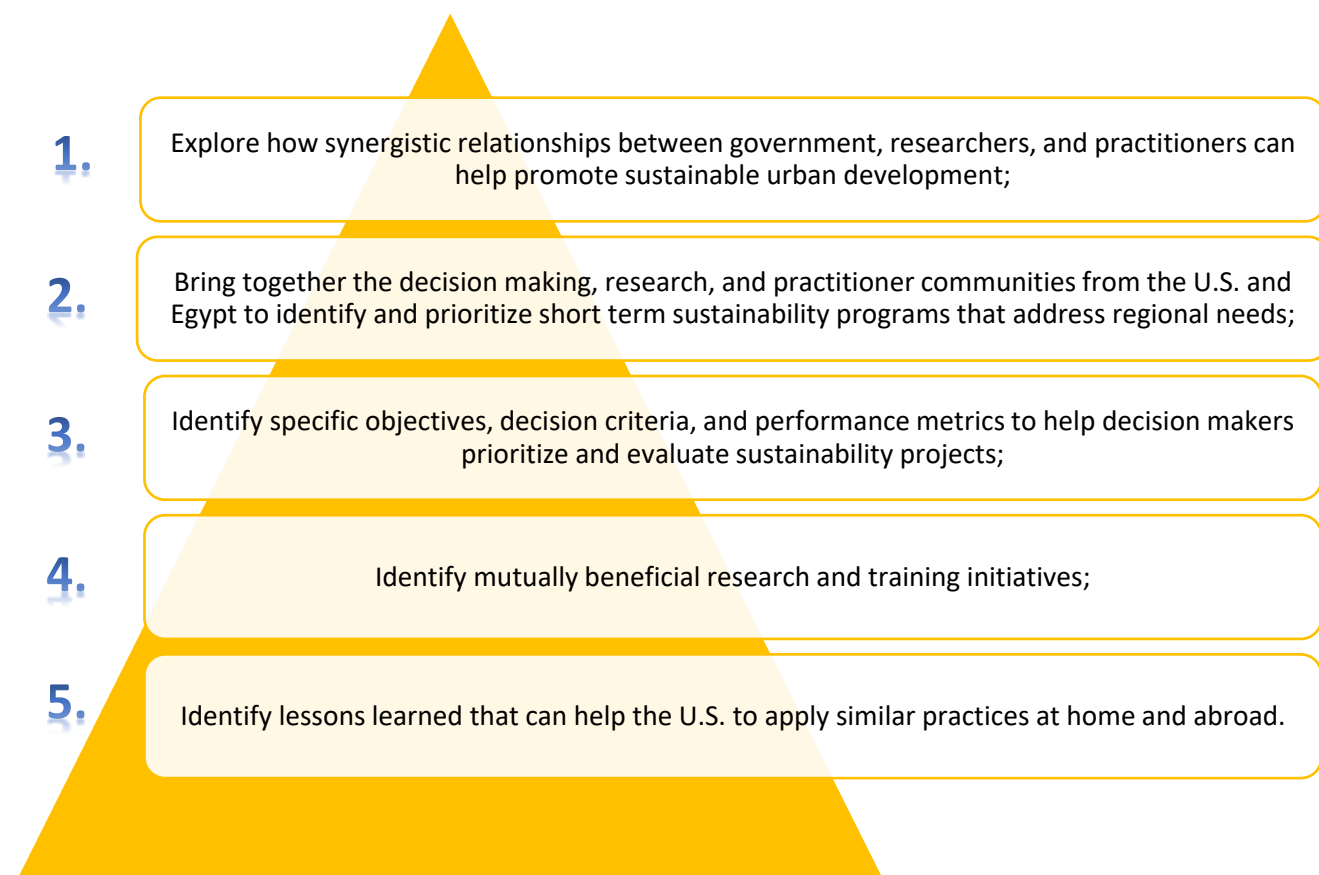 1.
Explore how synergistic relationships between government, researchers, and practitioners can
help promote sustainable urban development;
2.
Bring together the decision making, research, and practitioner communities from the U.S. and
Egypt to identify and prioritize short term sustainability programs that address regional needs;
3.
Identify specific objectives, decision criteria, and performance metrics to help decision makers
prioritize and evaluate sustainability projects;
4.
Identify mutually beneficial research and training initiatives;
5.
Identify lessons learned that can help the U.S. to apply similar practices at home and abroad.